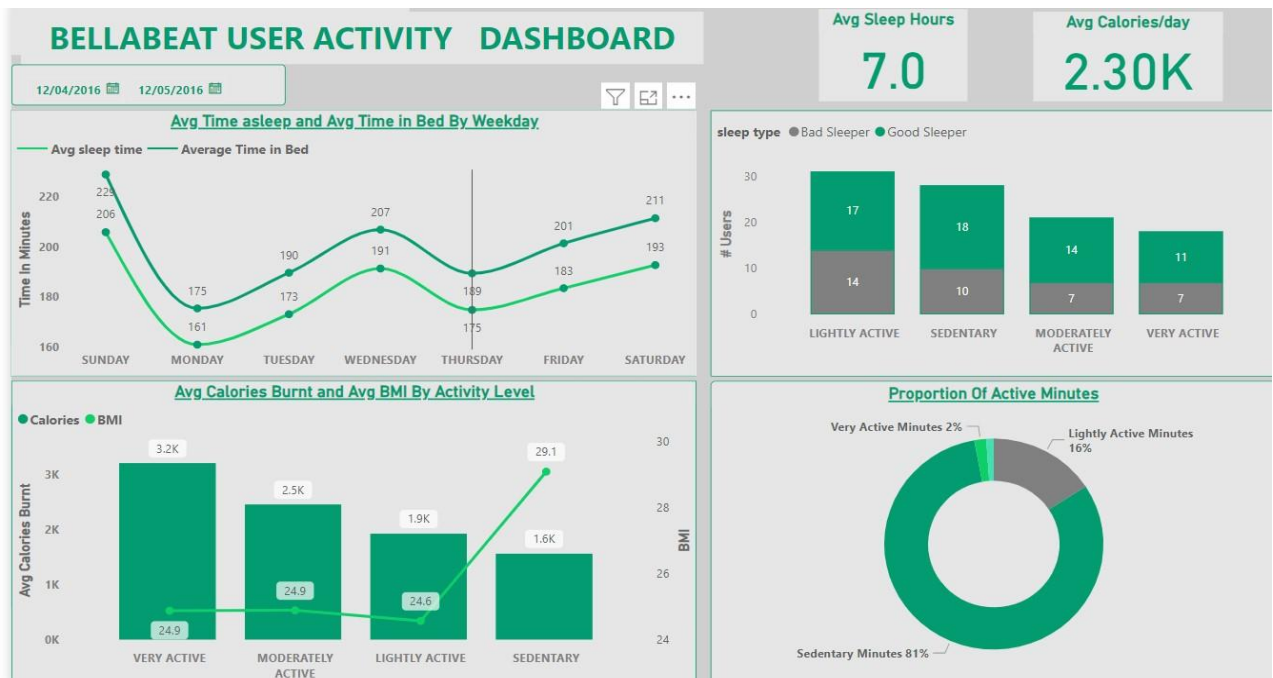 BELLABEAT USER ACTIVITY DASHBOARD
Avg Sleep Hours
7.0
Avg Calories/day
2.30K
12/04/2016 12/05/2016
Avg Time asleep and Avg Time in Bed By Weekday
Avg sleep time Average Time in Bed
Time In Minutes
220
200
180
160
229
206
175
161
190
173
207
191
189
175
201
183
211
193
SUNDAY MONDAY TUESDAY WEDNESDAY THURSDAY FRIDAY SATURDAY
sleep type Bad Sleeper Good Sleeper
# Users
30
20
10
0
17
14
18
10
14
7
11
7
LIGHTLY ACTIVE SEDENTARY MODERATELY ACTIVE VERY ACTIVE
Avg Calories Burnt and Avg BMI By Activity Level
Calories BMI
Avg Calories Burnt
3K
2K
1K
0K
3.2K
2.5K
1.9K
1.6K
24.9
24.9
24.6
29.1
30
28
26
24
BMI
VERY ACTIVE MODERATELY ACTIVE LIGHTLY ACTIVE SEDENTARY
Proportion Of Active Minutes
Very Active Minutes 2%
Lightly Active Minutes
16%
Sedentary Minutes 81%